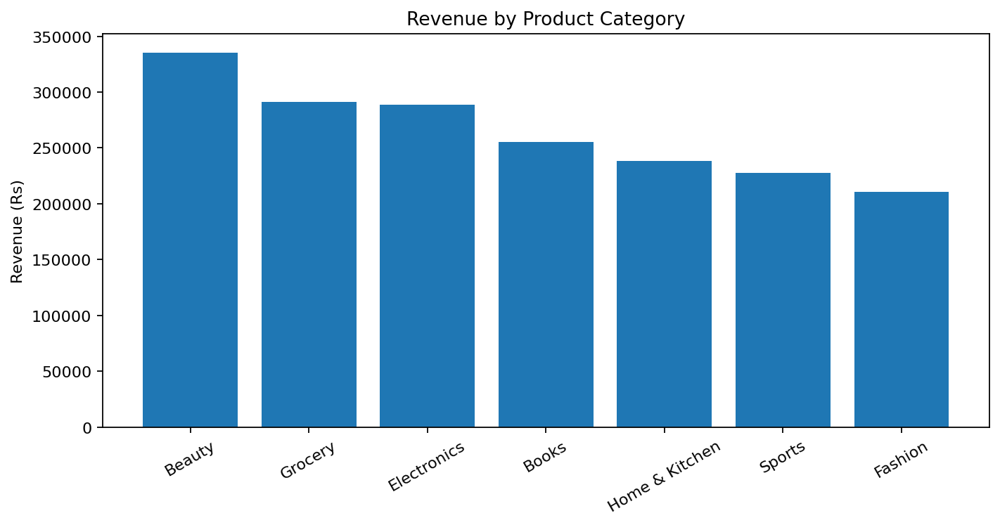 Revenue by Product Category
Revenue (Rs)
350000
300000
250000
200000
150000
100000
50000
0
Beauty
Grocery
Electronics
Books
Home & Kitchen
Sports
Fashion